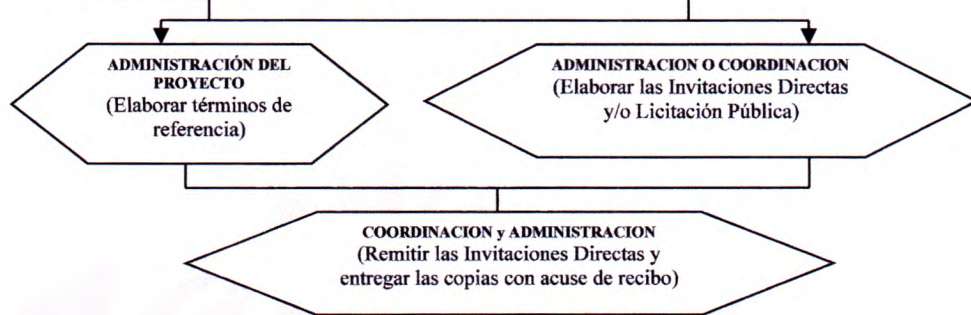 ADMINISTRACIÓN DEL
PROYECTO
(Elaborar términos de
referencia)
ADMINISTRACION O COORDINACION
(Elaborar las Invitaciones Directas
y/o Licitación Pública)
COORDINACION y ADMINISTRACION
(Remitir las Invitaciones Directas y
entregar las copias con acuse de recibo)